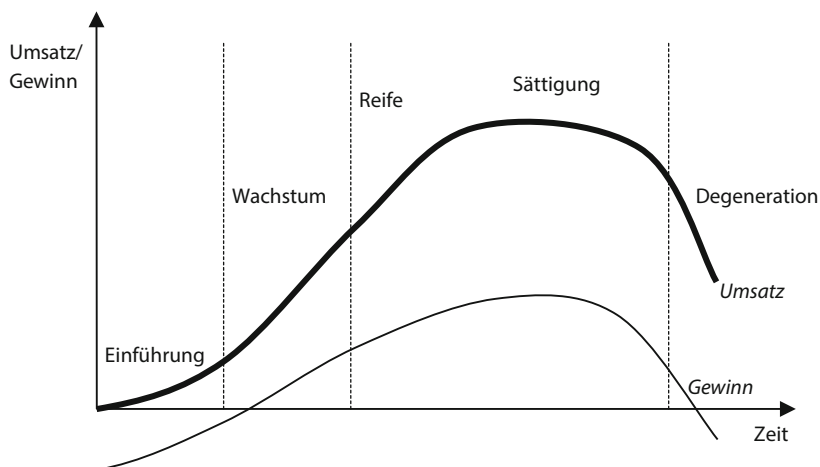 Umsatz/
Gewinn
Sättigung
Reife
Wachstum
Degeneration
Umsatz
Einführung
Gewinn
Zeit